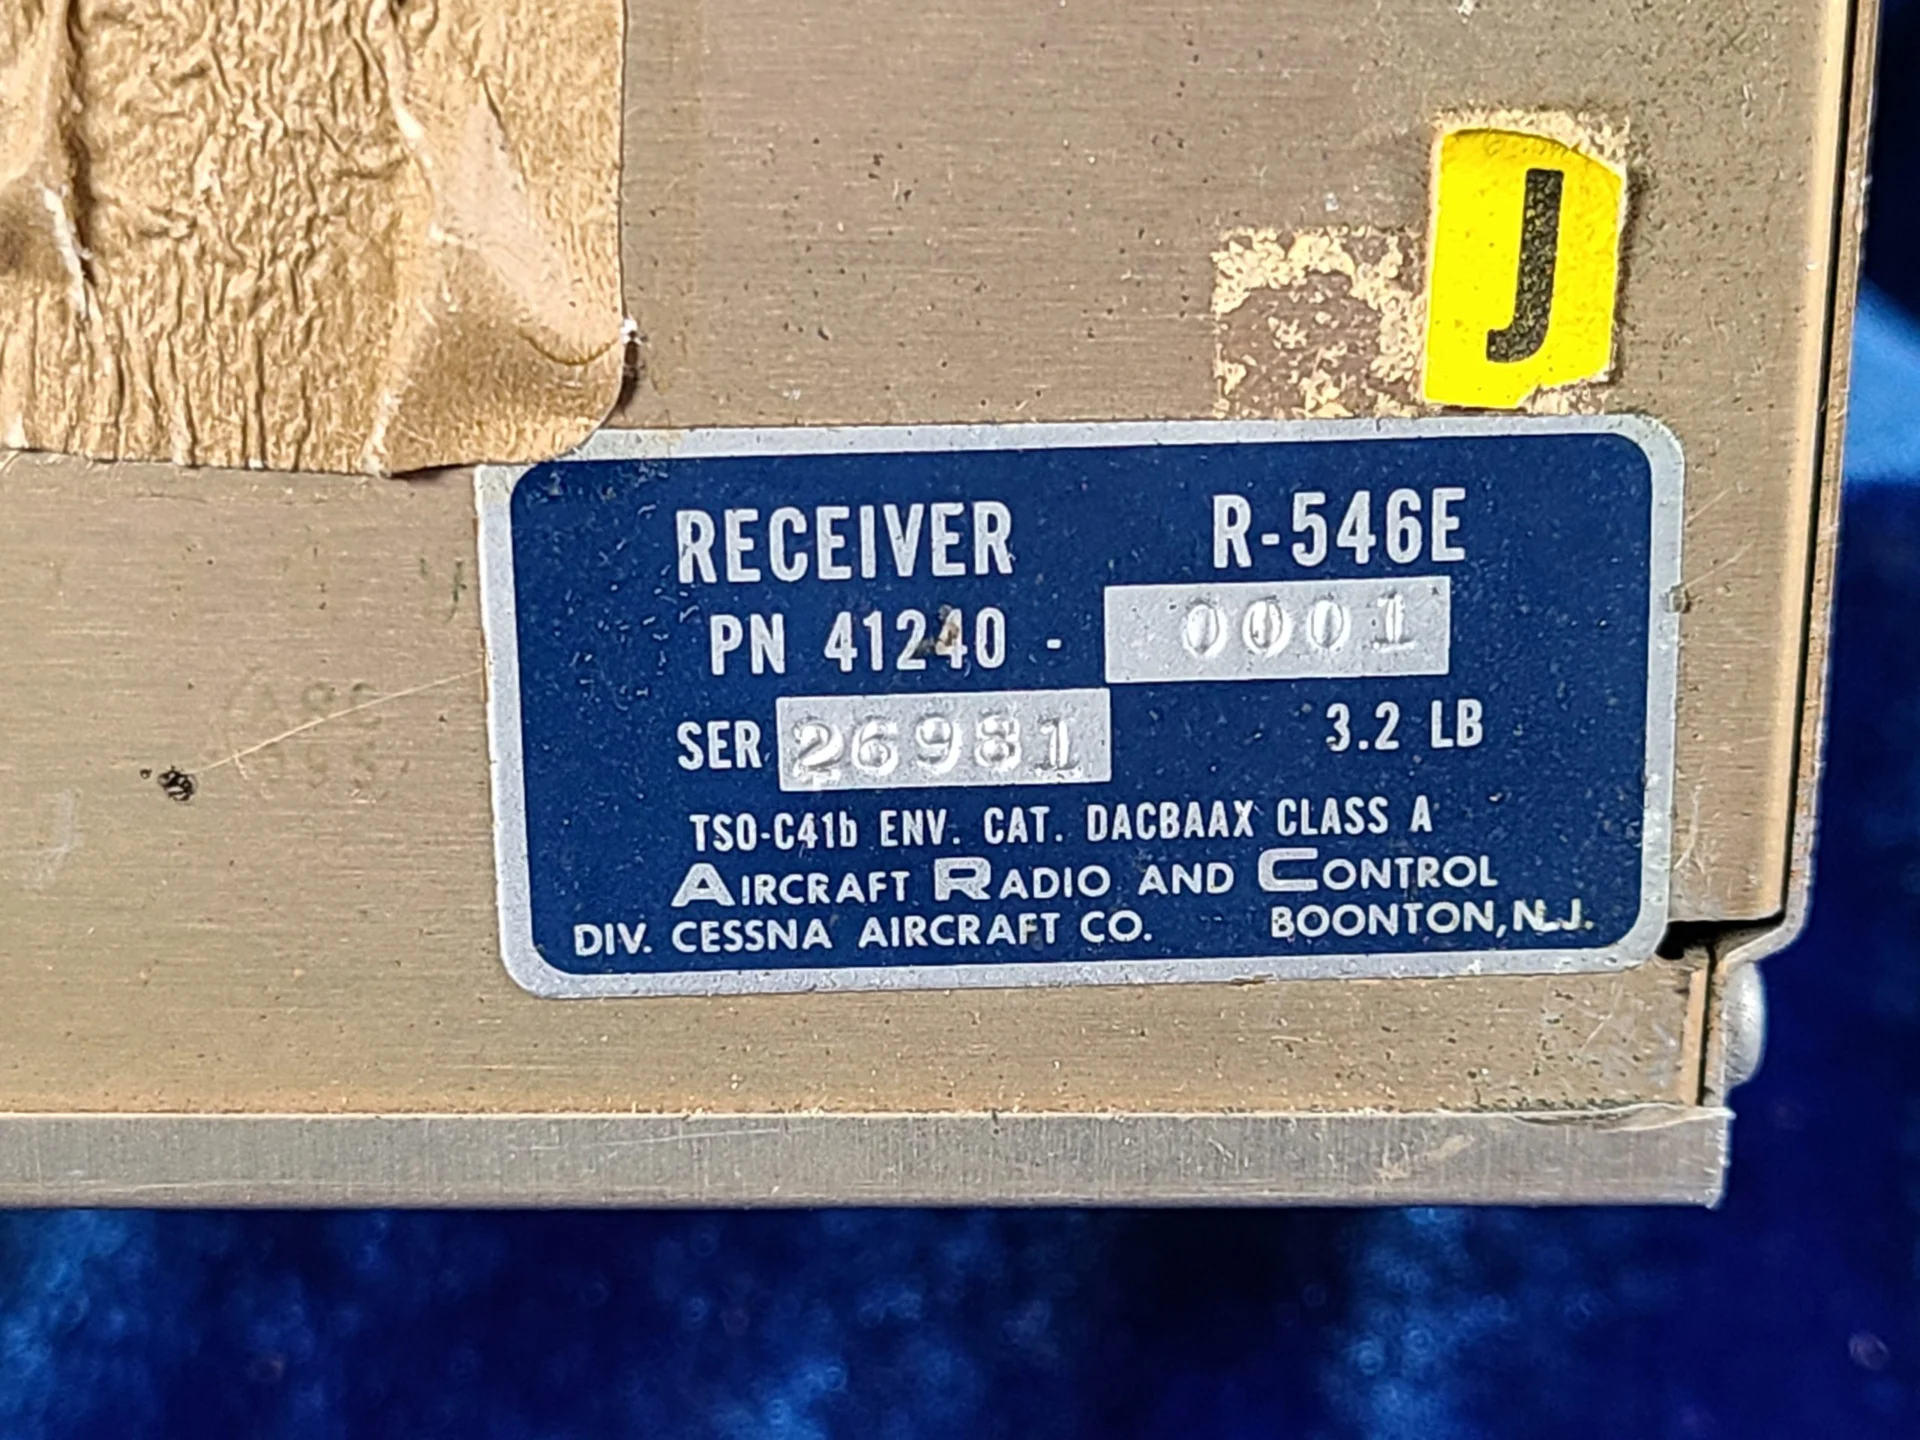 J
RECEIVER R-546E
PN 41240 - 0001
SER 26981 3.2 LB
TSO-C41b ENV. CAT. DACBAAX CLASS A
AIRCRAFT RADIO AND CONTROL
DIV. CESSNA AIRCRAFT CO. BOONTON, N.J.